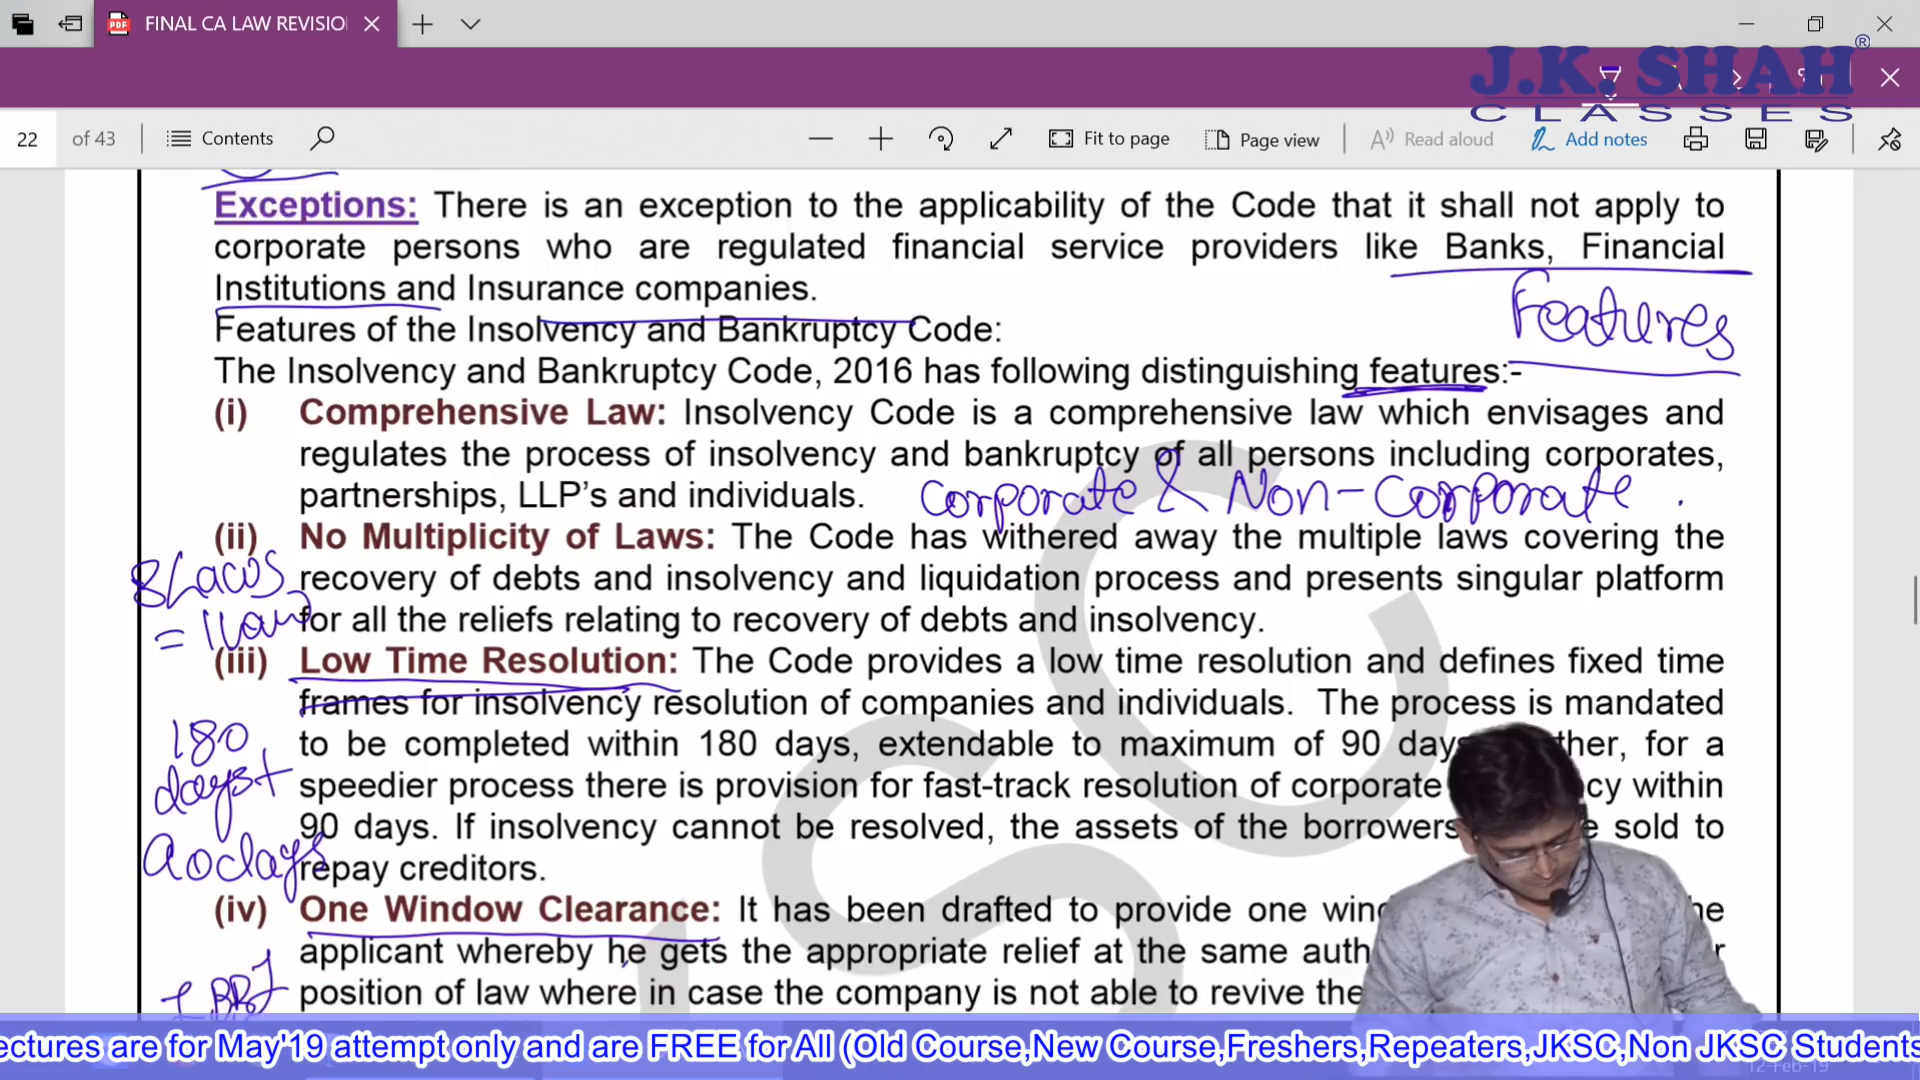 FINAL CA LAW REVISIO
J.K. SHAH®
CLASSES
22 of 43 Contents Fit to page Page view Read aloud Add notes
Exceptions: There is an exception to the applicability of the Code that it shall not apply to
corporate persons who are regulated financial service providers like Banks, Financial
Institutions and Insurance companies.
Features
Features of the Insolvency and Bankruptcy Code:
The Insolvency and Bankruptcy Code, 2016 has following distinguishing features:-
(i) Comprehensive Law: Insolvency Code is a comprehensive law which envisages and
regulates the process of insolvency and bankruptcy of all persons including corporates,
partnerships, LLP's and individuals.
Corporate & Non-Corporate.
(ii) No Multiplicity of Laws: The Code has withered away the multiple laws covering the
recovery of debts and insolvency and liquidation process and presents singular platform
for all the reliefs relating to recovery of debts and insolvency.
8 Laws
= 1 Law
(iii) Low Time Resolution: The Code provides a low time resolution and defines fixed time
frames for insolvency resolution of companies and individuals. The process is mandated
to be completed within 180 days, extendable to maximum of 90 days for a
speedier process there is provision for fast-track resolution of corporate within
90 days. If insolvency cannot be resolved, the assets of the borrowers sold to
repay creditors.
180
days +
90 days
(iv) One Window Clearance: It has been drafted to provide one
applicant whereby he gets the appropriate relief at the same
position of law where in case the company is not able to revive the
IBBI
ectures are for May'19 attempt only and are FREE for All (Old Course,New Course,Freshers,Repeaters,JKSC,Non JKSC Students
12-Feb-19